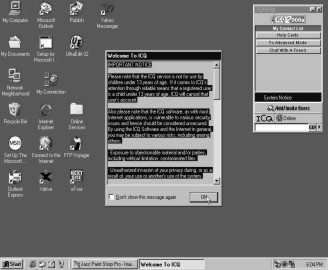 My Computer
Microsoft Outlook
Publish
Yahoo Messenger
My Documents
Setup for Microsoft I...
UltraEdit 32
Network Neighborhood
My Connection
Recycle Bin
Internet Explorer
Online Services
Set Up The Microsoft...
Connect to the Internet
FTP Voyager
Outlook Express
Xdrive
Welcome To ICQ
IMPORTANT NOTICE
Please note that the ICQ service is not for use by
children under 13 years of age. If it comes to ICQ's
attention through reliable means that a registered user
is a child under 13 years of age, ICQ will cancel that
user's account.
Also please note that the ICQ software, as with most
Internet applications, is vulnerable to various security
issues and hence should be considered unsecured.
By using the ICQ Software and the Internet in general,
you may be subject to various risks, including among
others:
- Exposure to objectionable material and/or parties,
including without limitation, contaminated files.
- Unauthorized invasion of your privacy during, or as a
result of, your use or another's use of the system.
Don't show this message again
OK
ICQ 2000a
My Contact List
Help Cards
To Advanced Mode
Chat With A Friend
System Notice
Add/Invite Users
ICQ
Online
Start
Jasc Paint Shop Pro - Ima...
Welcome To ICQ
6:04 PM